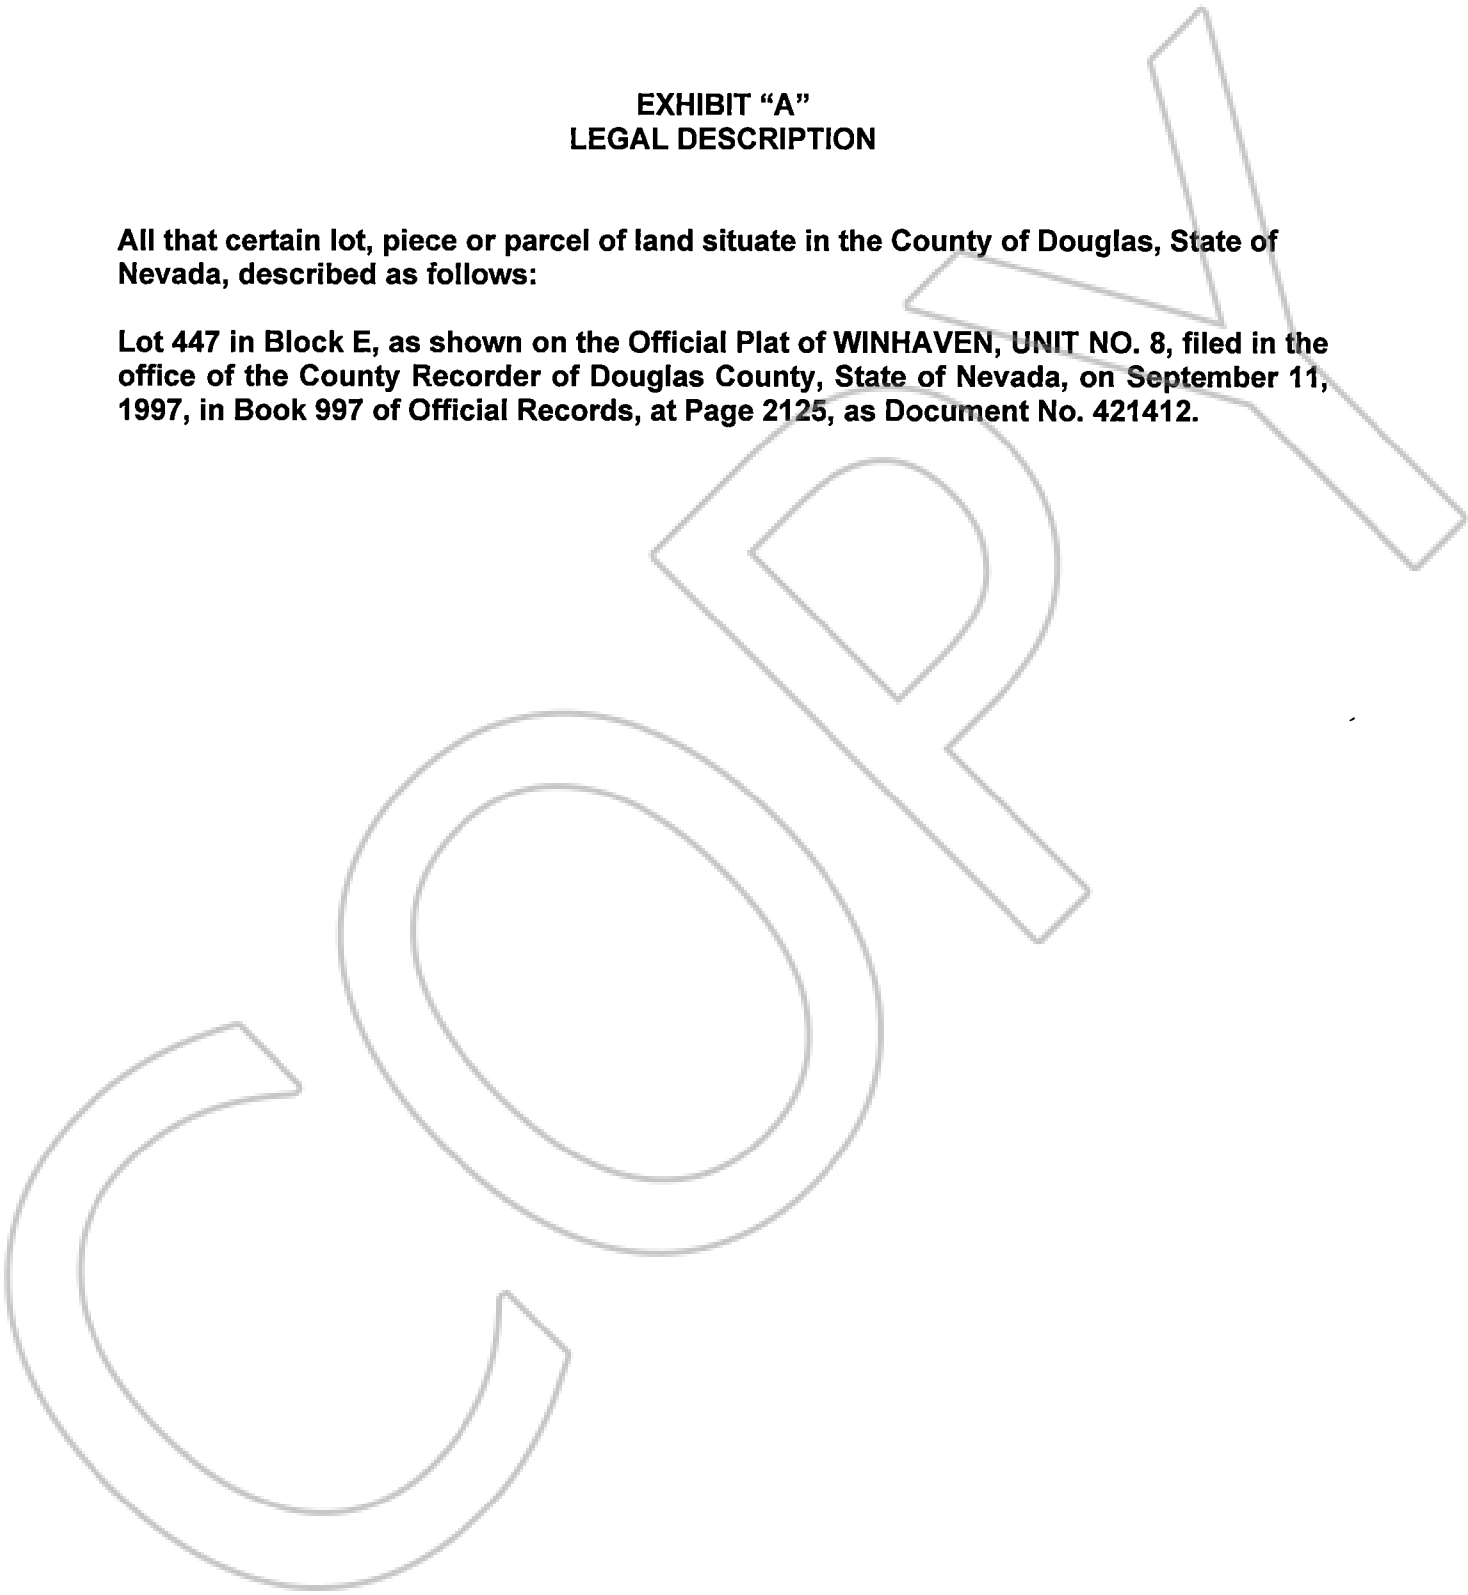 EXHIBIT “A”
LEGAL DESCRIPTION
All that certain lot, piece or parcel of land situate in the County of Douglas, State of
Nevada, described as follows:
Lot 447 in Block E, as shown on the Official Plat of WINHAVEN, UNIT NO. 8, filed in the
office of the County Recorder of Douglas County, State of Nevada, on September 11,
1997, in Book 997 of Official Records, at Page 2125, as Document No. 421412.
COPY